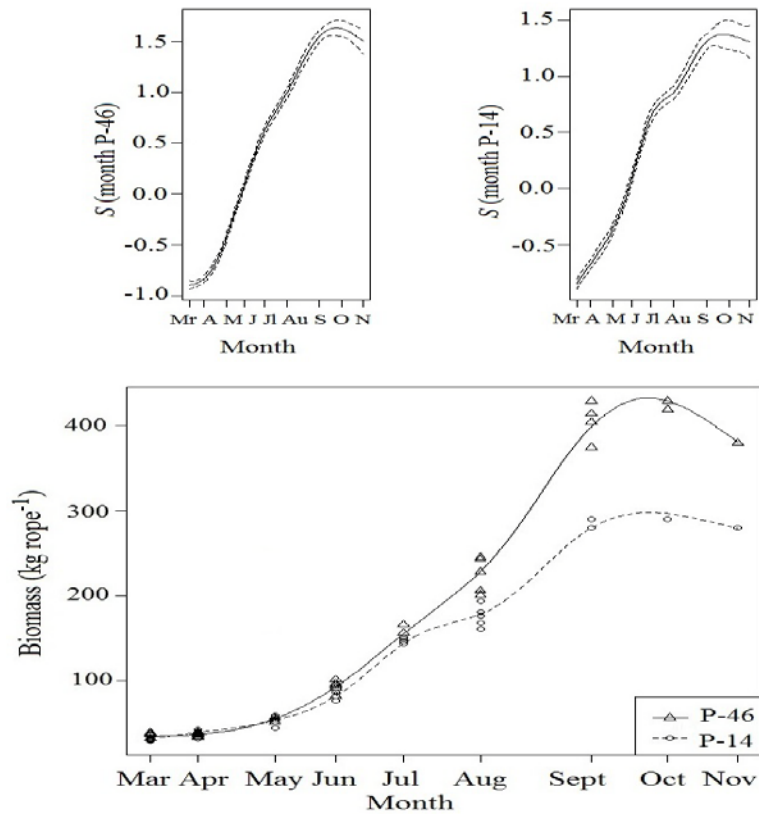 S (month P-46)
1.5
1.0
0.5
0.0
-0.5
-1.0
Mr A M J Jl Au S O N
Month
S (month P-14)
1.5
1.0
0.5
0.0
-0.5
Mr A M J Jl Au S O N
Month
Biomass (kg rope-1)
400
300
200
100
P-46
P-14
Mar Apr May Jun Jul Aug Sept Oct Nov
Month